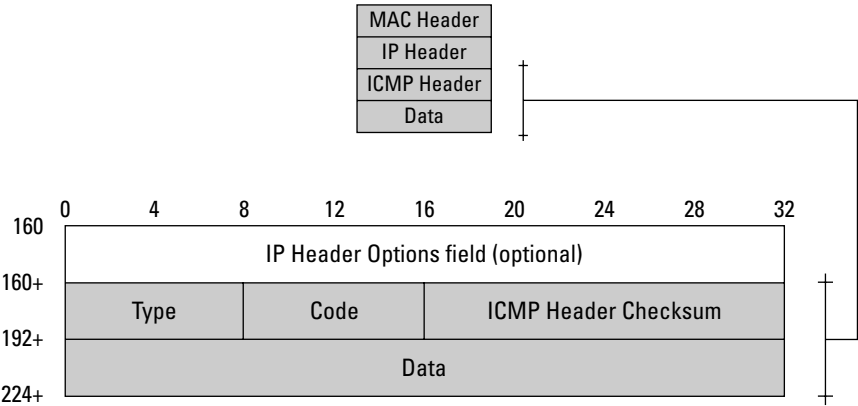 MAC Header
IP Header
ICMP Header
Data
0 4 8 12 16 20 24 28 32
160
IP Header Options field (optional)
160+
Type Code ICMP Header Checksum
192+
Data
224+